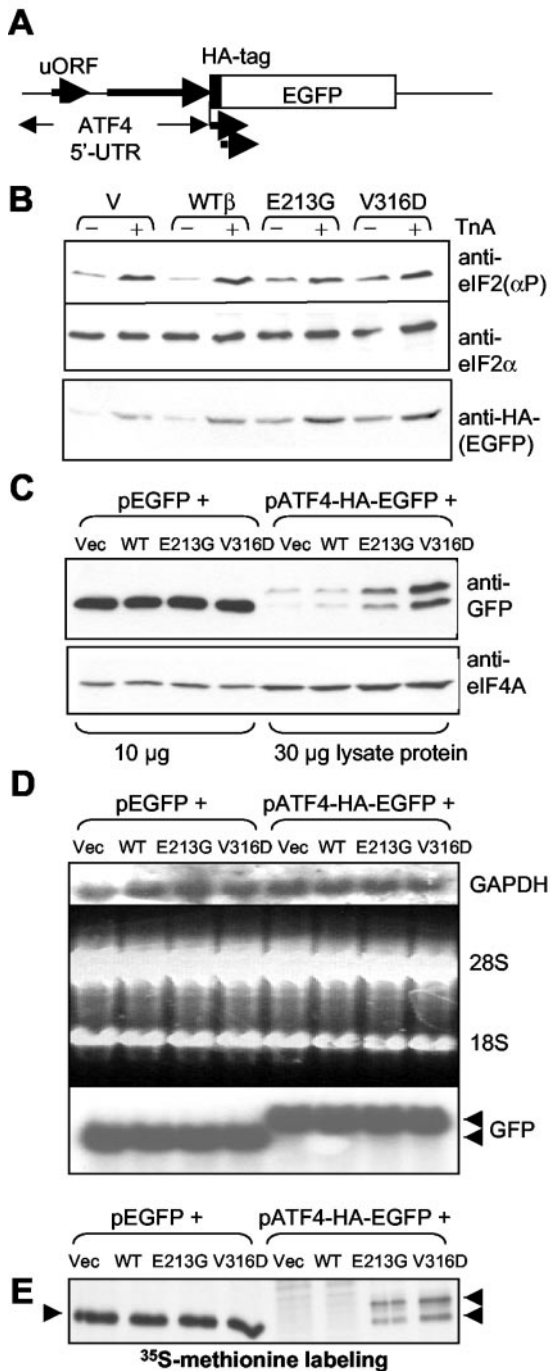 A
HA-tag
uORF
EGFP
ATF4
5'-UTR
B
V WTβ E213G V316D
− + − + − + − + TnA
anti-
eIF2(αP)
anti-
eIF2α
anti-HA-
(EGFP)
C
pEGFP + pATF4-HA-EGFP +
Vec WT E213G V316D Vec WT E213G V316D
anti-
GFP
anti-
eIF4A
10 µg 30 µg lysate protein
D
pEGFP + pATF4-HA-EGFP +
Vec WT E213G V316D Vec WT E213G V316D
GAPDH
28S
18S
GFP
pEGFP + pATF4-HA-EGFP +
Vec WT E213G V316D Vec WT E213G V316D
E
³⁵S-methionine labeling